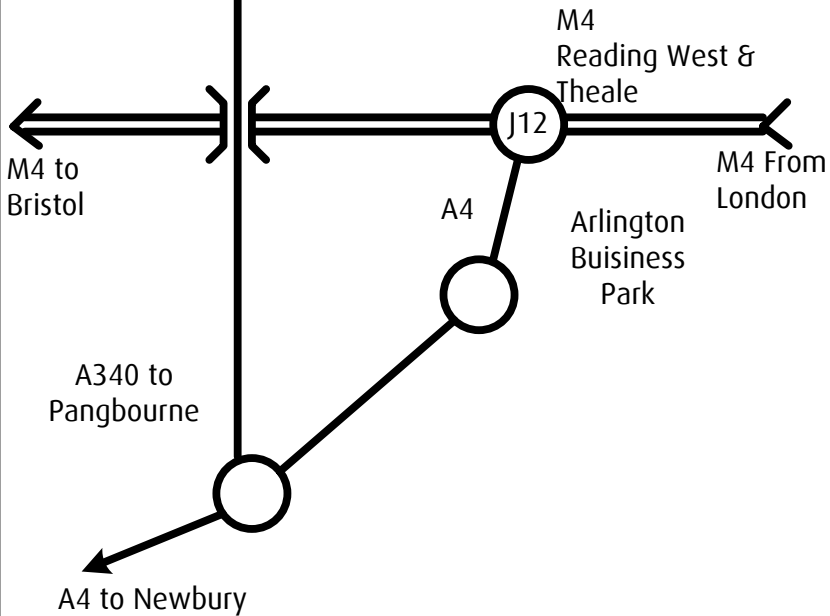 M4
Reading West &
Theale
J12
M4 to
Bristol
M4 From
London
A4
Arlington
Buisiness
Park
A340 to
Pangbourne
A4 to Newbury